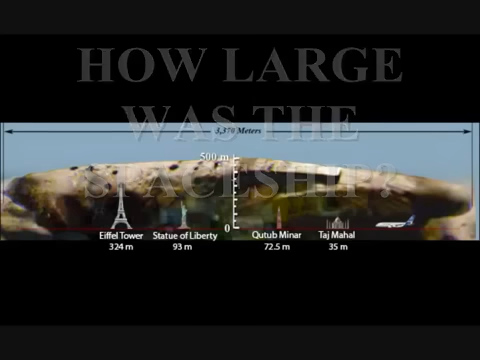 HOW LARGE
WAS THE
SPACESHIP?
3,370 Meters
500 m
0
Eiffel Tower
324 m
Statue of Liberty
93 m
Qutub Minar
72.5 m
Taj Mahal
35 m